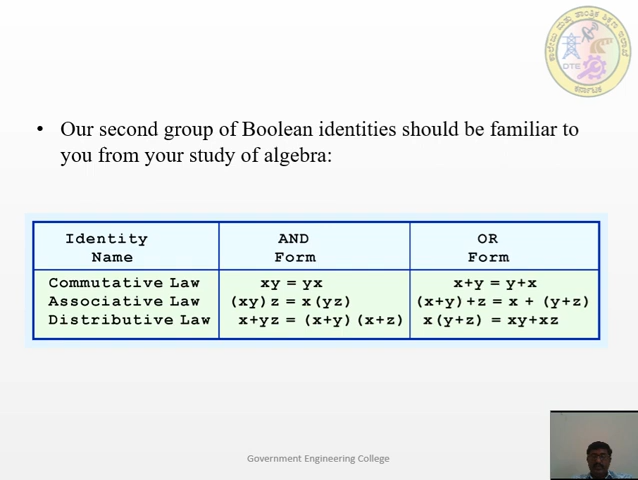 DTE
• Our second group of Boolean identities should be familiar to
you from your study of algebra:
Identity Name AND Form OR Form
Commutative Law xy = yx x+y = y+x
Associative Law (xy)z = x(yz) (x+y)+z = x + (y+z)
Distributive Law x+yz = (x+y)(x+z) x(y+z) = xy+xz
Government Engineering College